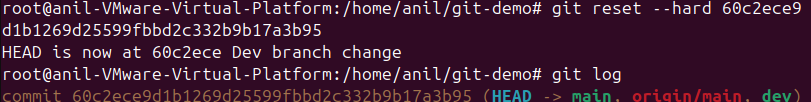 root@anil-VMware-Virtual-Platform:/home/anil/git-demo# git reset --hard 60c2ece9
d1b1269d25599fbbd2c332b9b17a3b95
HEAD is now at 60c2ece Dev branch change
root@anil-VMware-Virtual-Platform:/home/anil/git-demo# git log
commit 60c2ece9d1b1269d25599fbbd2c332b9b17a3b95 (HEAD -> main, origin/main, dev)